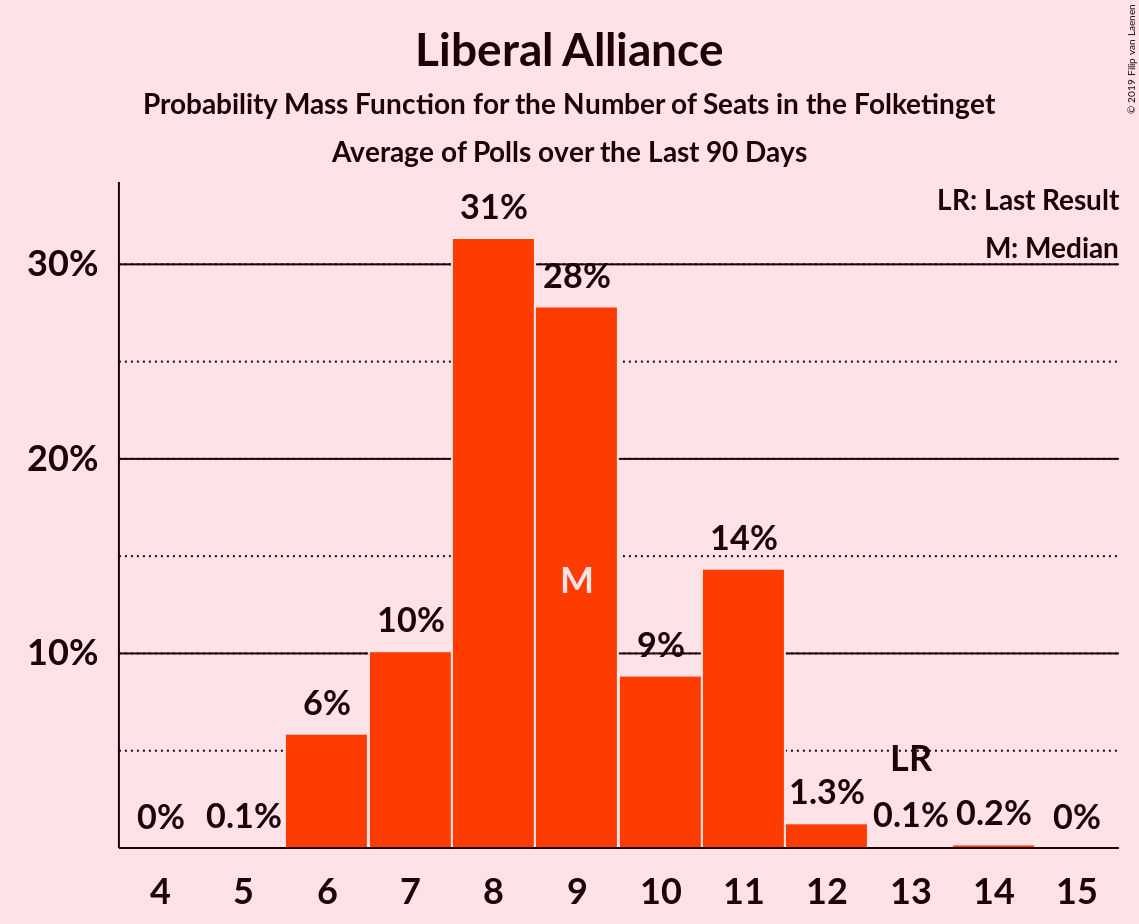 Liberal Alliance
Probability Mass Function for the Number of Seats in the Folketinget
Average of Polls over the Last 90 Days
© 2019 Filip van Laenen
LR: Last Result
M: Median
30%
20%
10%
0%
0.1%
6%
10%
31%
28%
9%
14%
1.3%
0.1%
0.2%
0%
M
LR
4 5 6 7 8 9 10 11 12 13 14 15